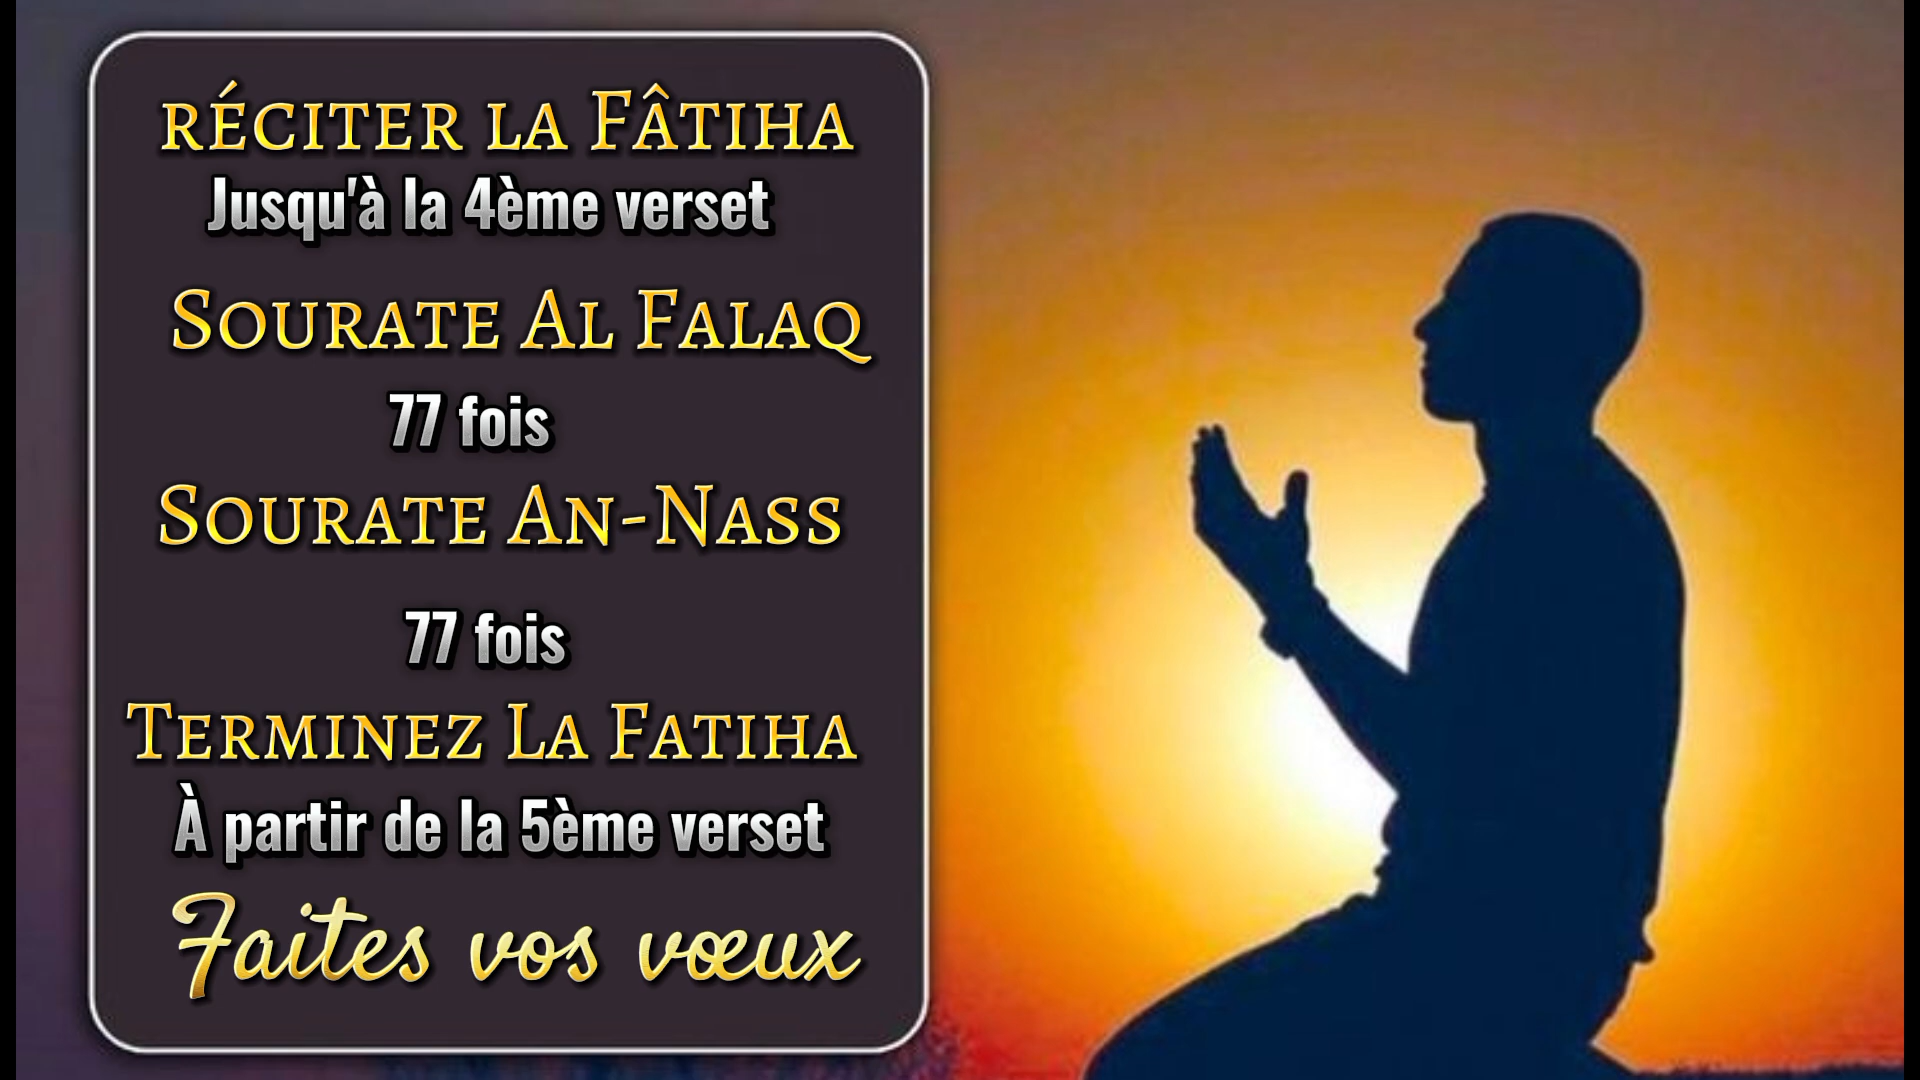 RÉCITER LA FÂTIHA
Jusqu'à la 4ème verset
SOURATE AL FALAQ
77 fois
SOURATE AN-NASS
77 fois
TERMINEZ LA FATIHA
À partir de la 5ème verset
Faites vos vœux